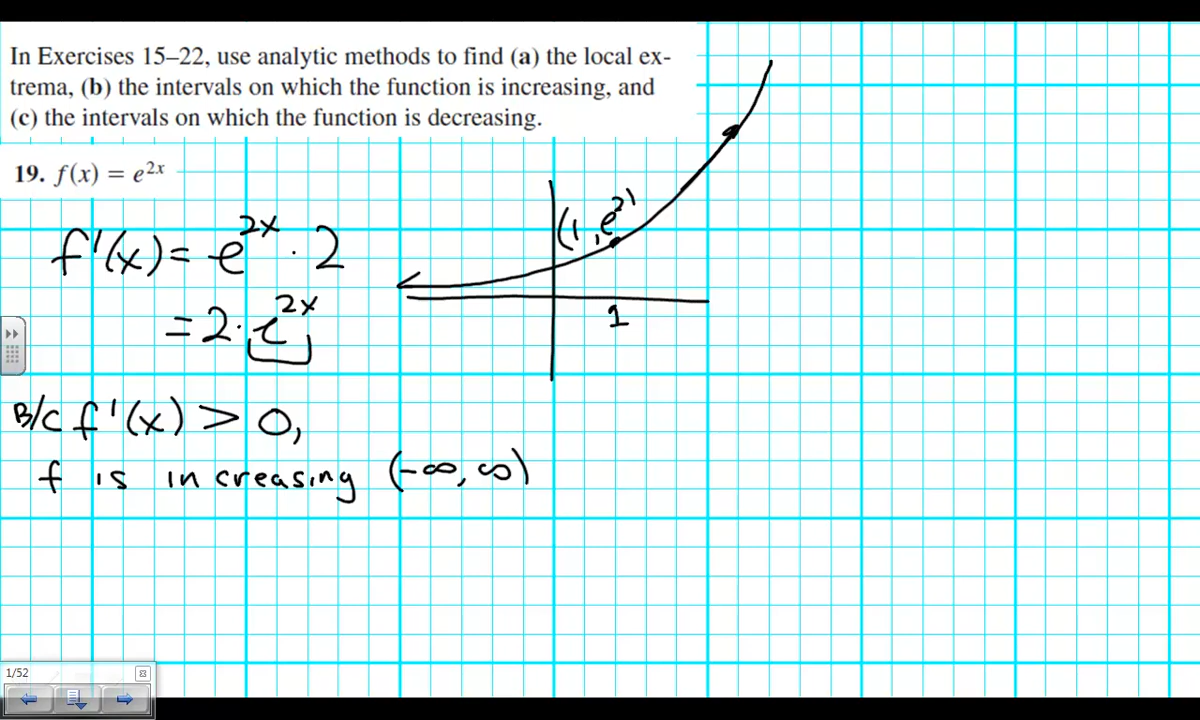 In Exercises 15–22, use analytic methods to find (a) the local ex-
trema, (b) the intervals on which the function is increasing, and
(c) the intervals on which the function is decreasing.
19. f(x) = e^{2x}
f'(x) = e^{2x} · 2
= 2 · e^{2x}
(1, e^2)
1
B/C f'(x) > 0,
f is increasing (-∞, ∞)
1/52